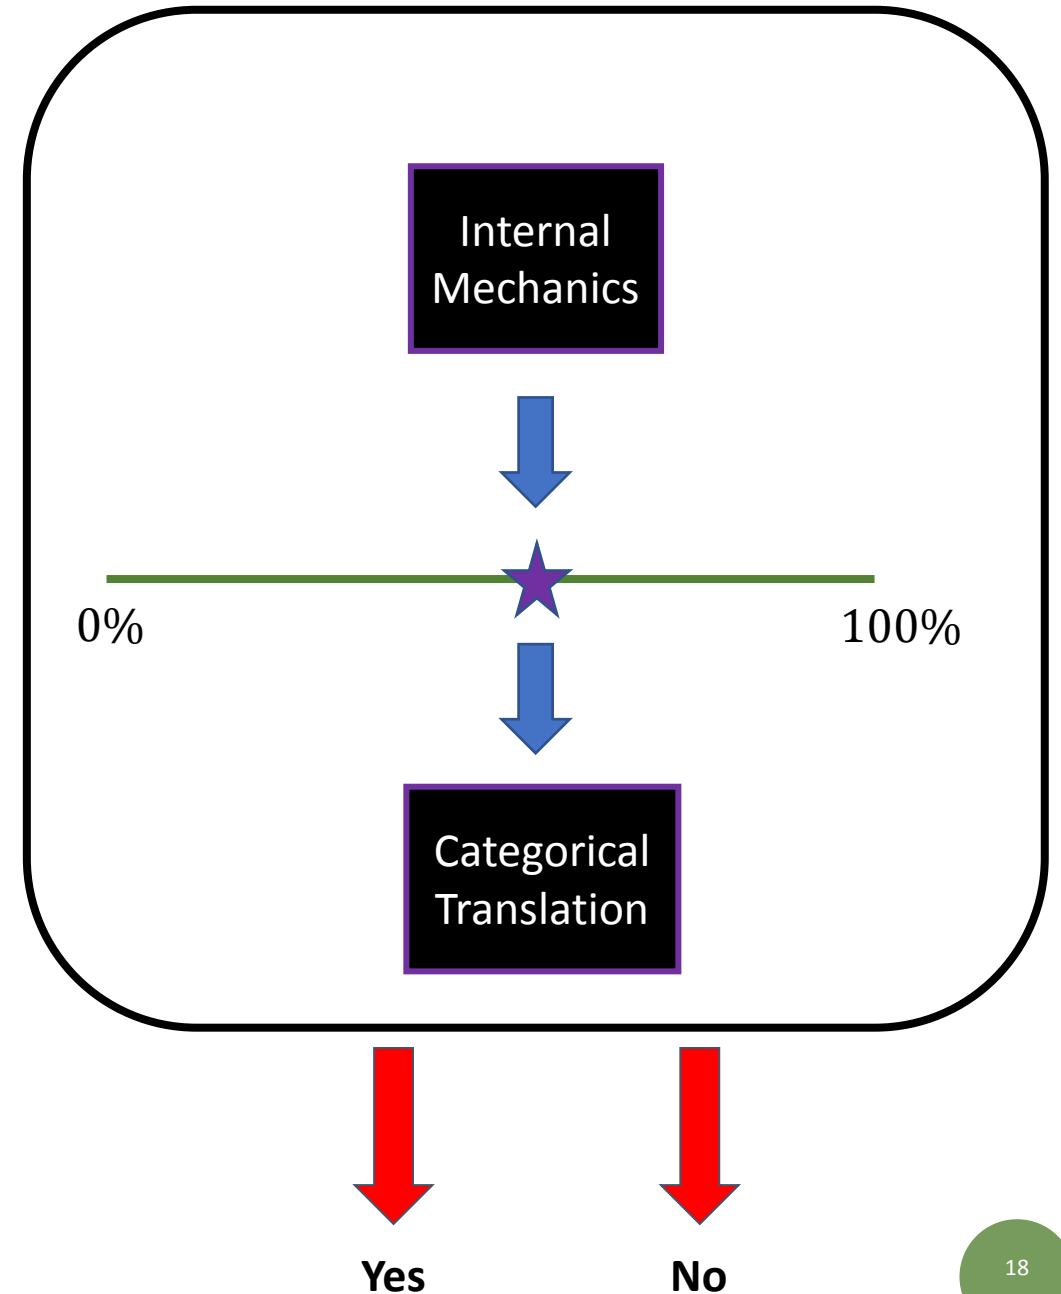 Internal
Mechanics
0%
100%
Categorical
Translation
Yes
No
18